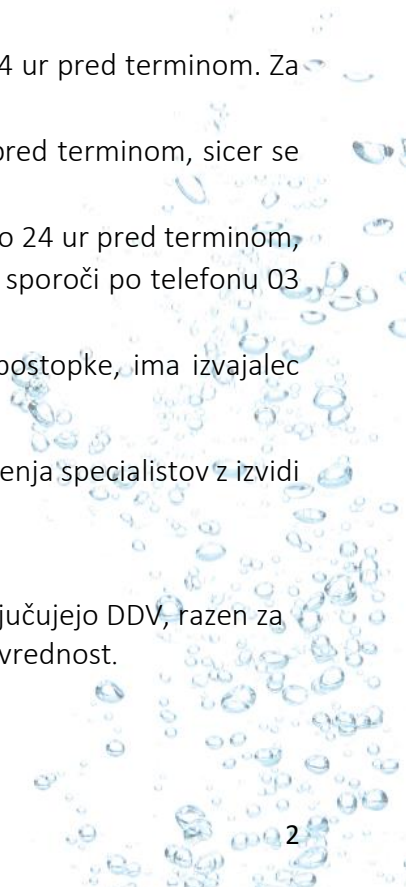 4 ur pred terminom. Za
pred terminom, sicer se
o 24 ur pred terminom,
sporoči po telefonu 03
postopke, ima izvajalec
enja specialistov z izvidi
jučujejo DDV, razen za
vrednost.
2